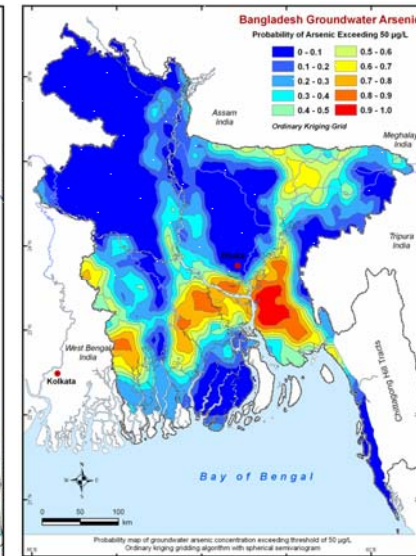 Bangladesh Groundwater Arsenic
Probability of Arsenic Exceeding 50 µg/L
0 - 0.1
0.1 - 0.2
0.2 - 0.3
0.3 - 0.4
0.4 - 0.5
0.5 - 0.6
0.6 - 0.7
0.7 - 0.8
0.8 - 0.9
0.9 - 1.0
Ordinary Kriging Grid
Assam
India
Meghala
India
Tripura
India
Dhaka
West Bengal
India
Kolkata
Chittagong Hill Tracts
Bay of Bengal
N
W
E
S
0
50
100
km
Probability map of groundwater arsenic concentration exceeding threshold of 50 µg/L
Ordinary kriging gridding algorithm with spherical semivariogram